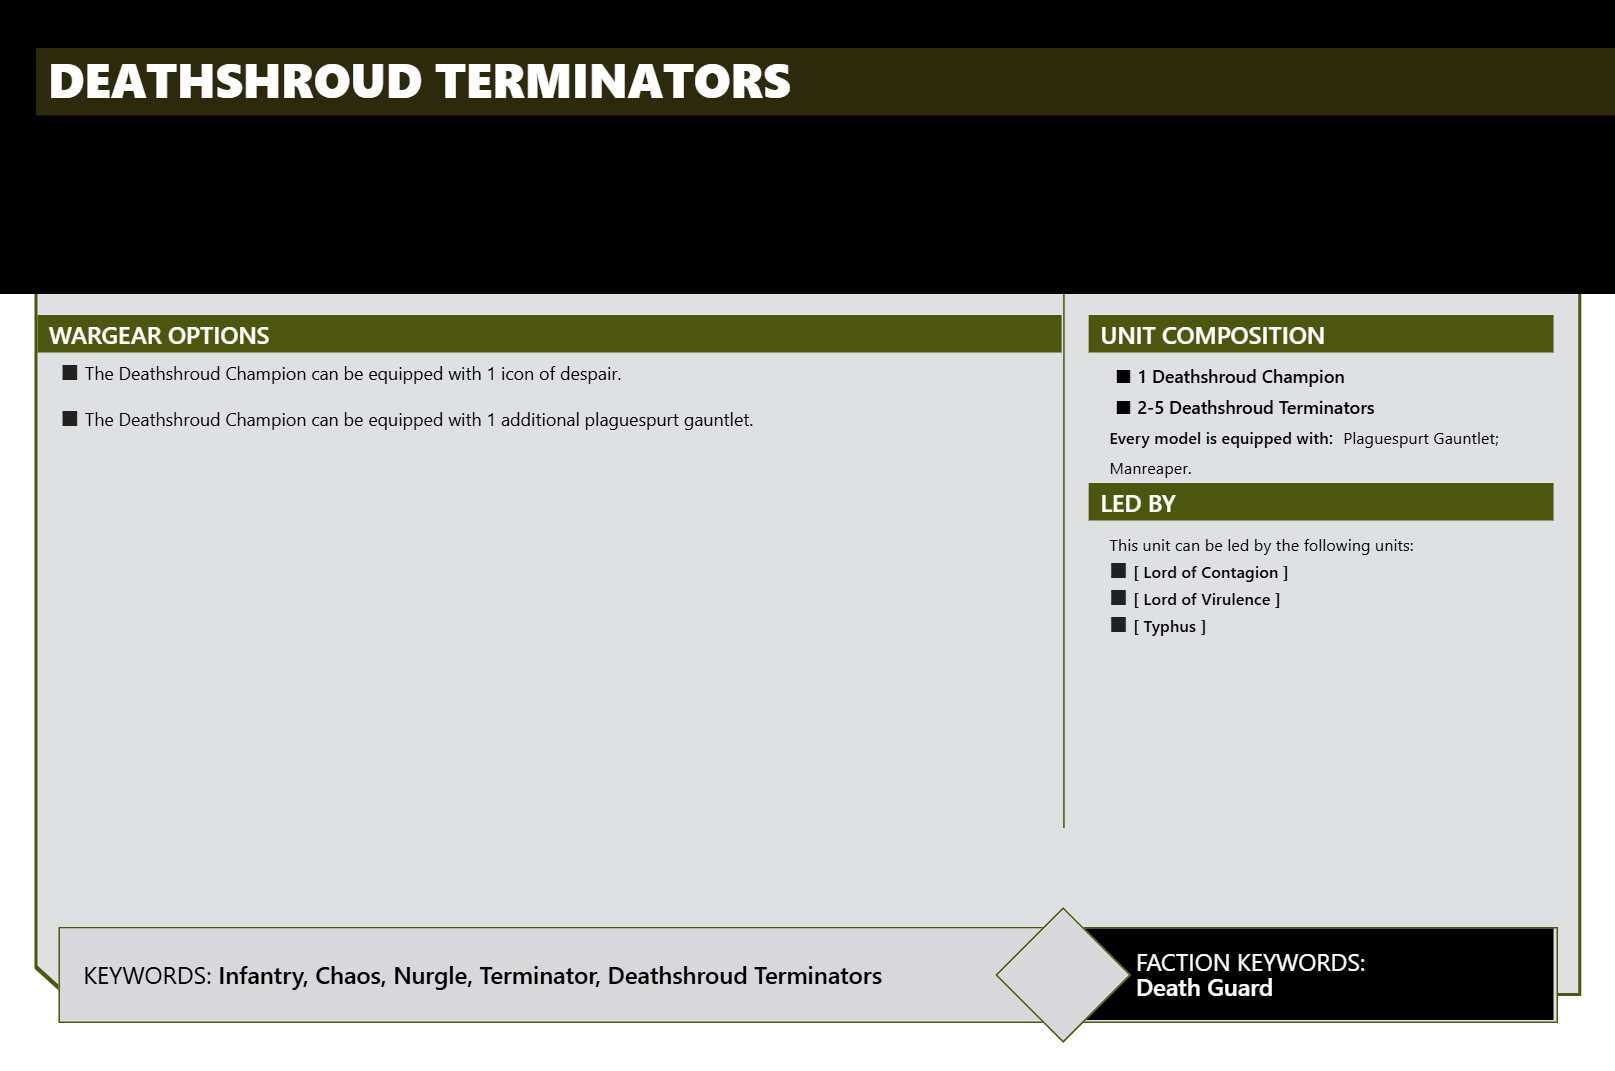 DEATHSHROUD TERMINATORS
WARGEAR OPTIONS
■ The Deathshroud Champion can be equipped with 1 icon of despair.
■ The Deathshroud Champion can be equipped with 1 additional plaguespurt gauntlet.
UNIT COMPOSITION
■ 1 Deathshroud Champion
■ 2-5 Deathshroud Terminators
Every model is equipped with: Plaguespurt Gauntlet;
Manreaper.
LED BY
This unit can be led by the following units:
■ [ Lord of Contagion ]
■ [ Lord of Virulence ]
■ [ Typhus ]
KEYWORDS: Infantry, Chaos, Nurgle, Terminator, Deathshroud Terminators
FACTION KEYWORDS:
Death Guard